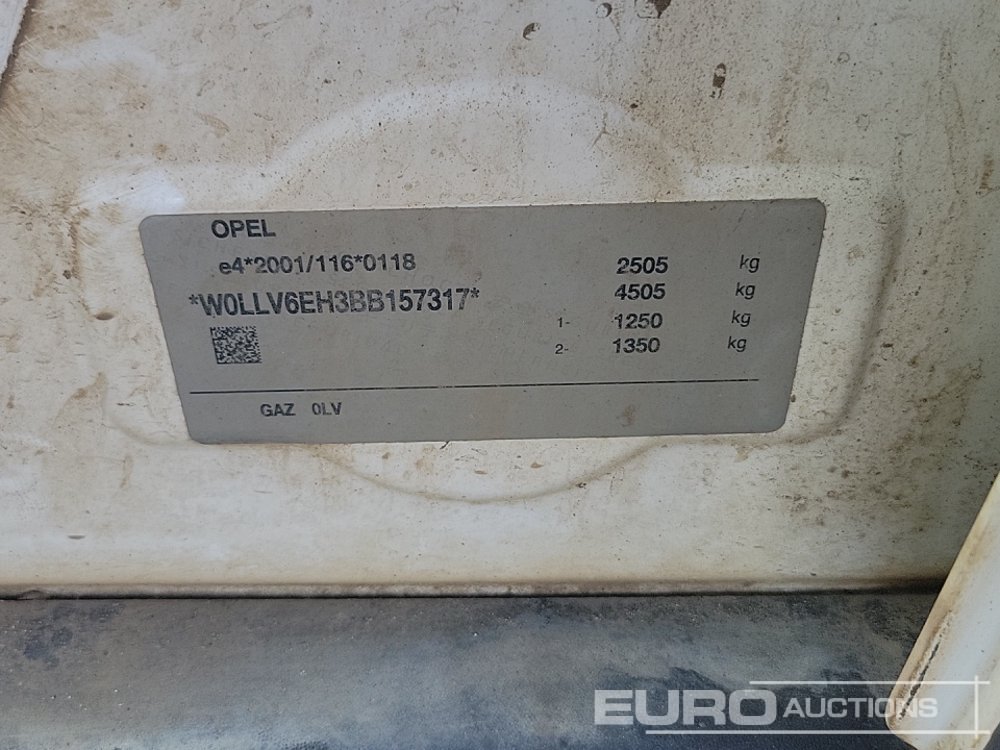 OPEL
e4*2001/116*0118 2505 kg
*W0LLV6EH3BB157317* 4505 kg
1- 1250 kg
2- 1350 kg
GAZ 0LV
EURO AUCTIONS